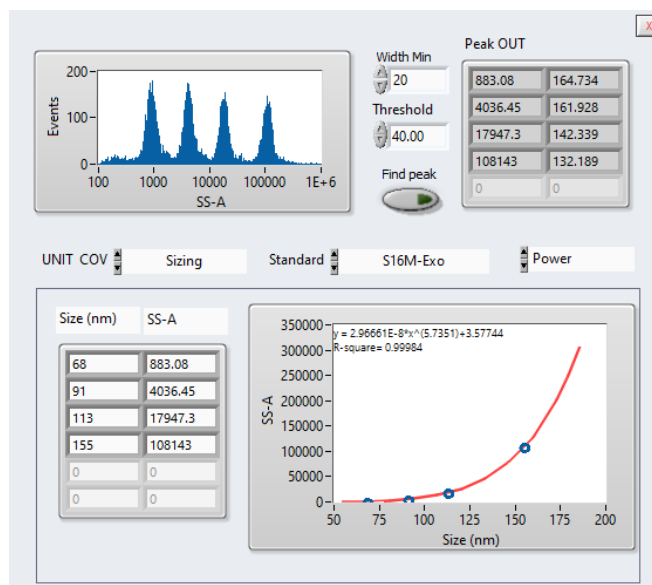 X
Peak OUT
Width Min
20
Threshold
40.00
Find peak
883.08 164.734
4036.45 161.928
17947.3 142.339
108143 132.189
0 0
Events
200
100
0
100 1000 10000 100000 1E+6
SS-A
UNIT COV Sizing Standard S16M-Exo Power
Size (nm) SS-A
68 883.08
91 4036.45
113 17947.3
155 108143
0 0
0 0
y = 2.96661E-8*x^(5.7351)+3.57744
R-square= 0.99984
SS-A
350000
300000
250000
200000
150000
100000
50000
0
50 75 100 125 150 175 200
Size (nm)